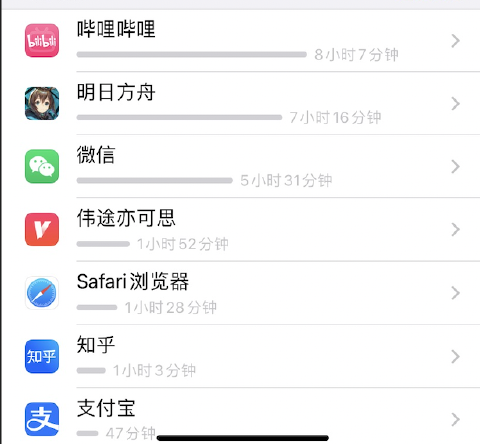 哔哩哔哩
bilibili
8小时7分钟
明日方舟
7小时16分钟
微信
5小时31分钟
伟途亦可思
1小时52分钟
Safari浏览器
1小时28分钟
知乎
知乎
1小时3分钟
支付宝
支
47分钟